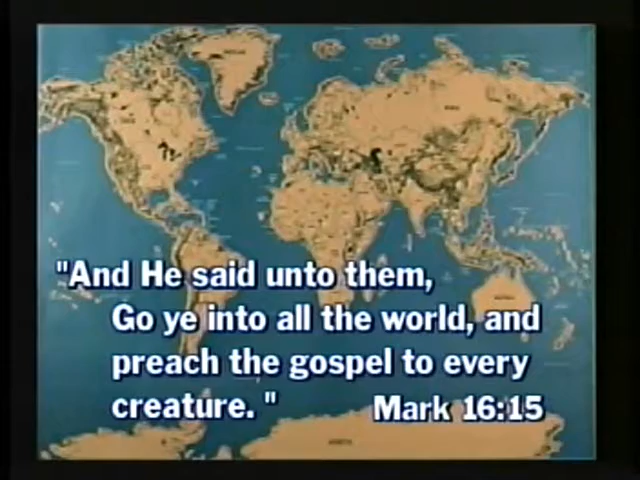 "And He said unto them,
Go ye into all the world, and
preach the gospel to every
creature. " Mark 16:15